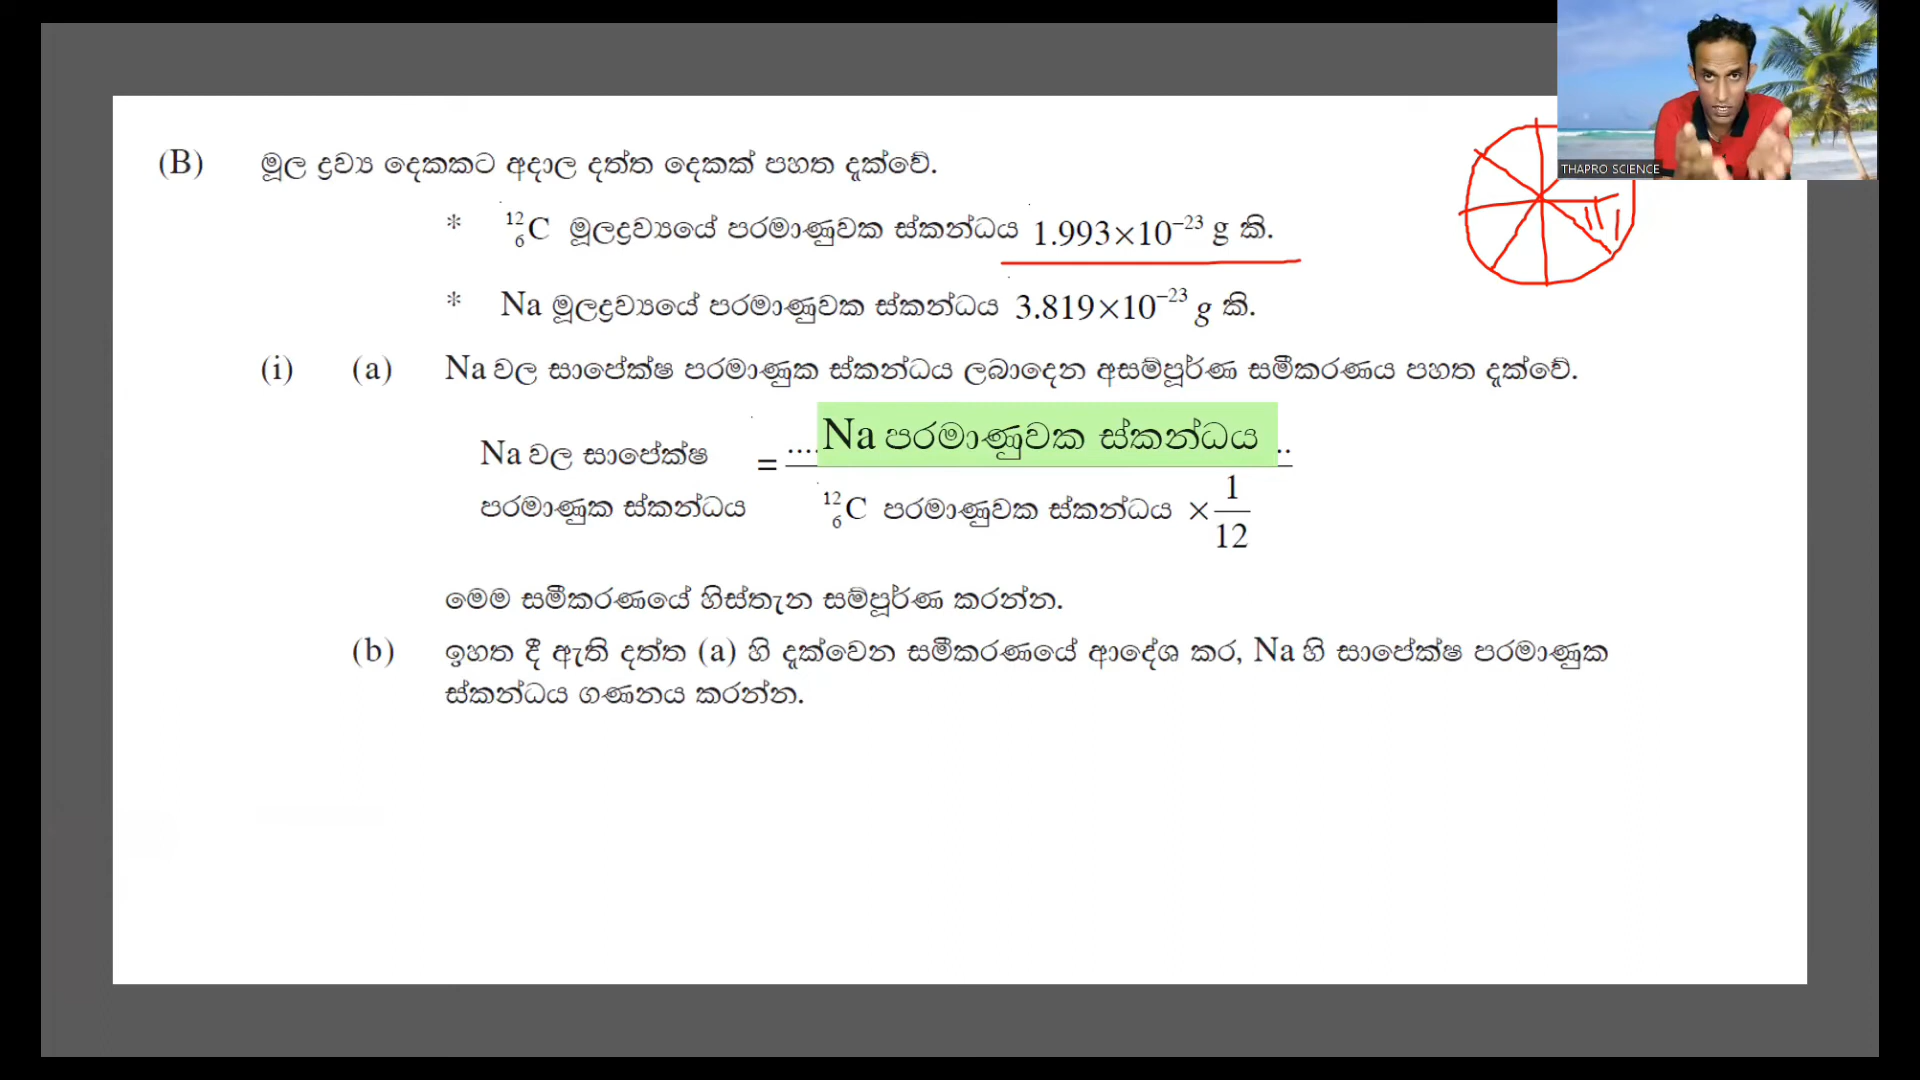 THAPRO SCIENCE
(B) මූල ද්‍රව්‍ය දෙකකට අදාල දත්ත දෙකක් පහත දැක්වේ.
* ¹²₆C මූලද්‍රව්‍යයේ පරමාණුවක ස්කන්ධය 1.993×10⁻²³ g කි.
* Na මූලද්‍රව්‍යයේ පරමාණුවක ස්කන්ධය 3.819×10⁻²³ g කි.
(i) (a) Na වල සාපේක්ෂ පරමාණුක ස්කන්ධය ලබාදෙන අසම්පූර්ණ සමීකරණය පහත දැක්වේ.
Na වල සාපේක්ෂ
පරමාණුක ස්කන්ධය
=
.... Na පරමාණුවක ස්කන්ධය ..
¹²₆C පරමාණුවක ස්කන්ධය × 1/12
මෙම සමීකරණයේ හිස්තැන සම්පූර්ණ කරන්න.
(b) ඉහත දී ඇති දත්ත (a) හි දැක්වෙන සමීකරණයේ ආදේශ කර, Na හි සාපේක්ෂ පරමාණුක
ස්කන්ධය ගණනය කරන්න.